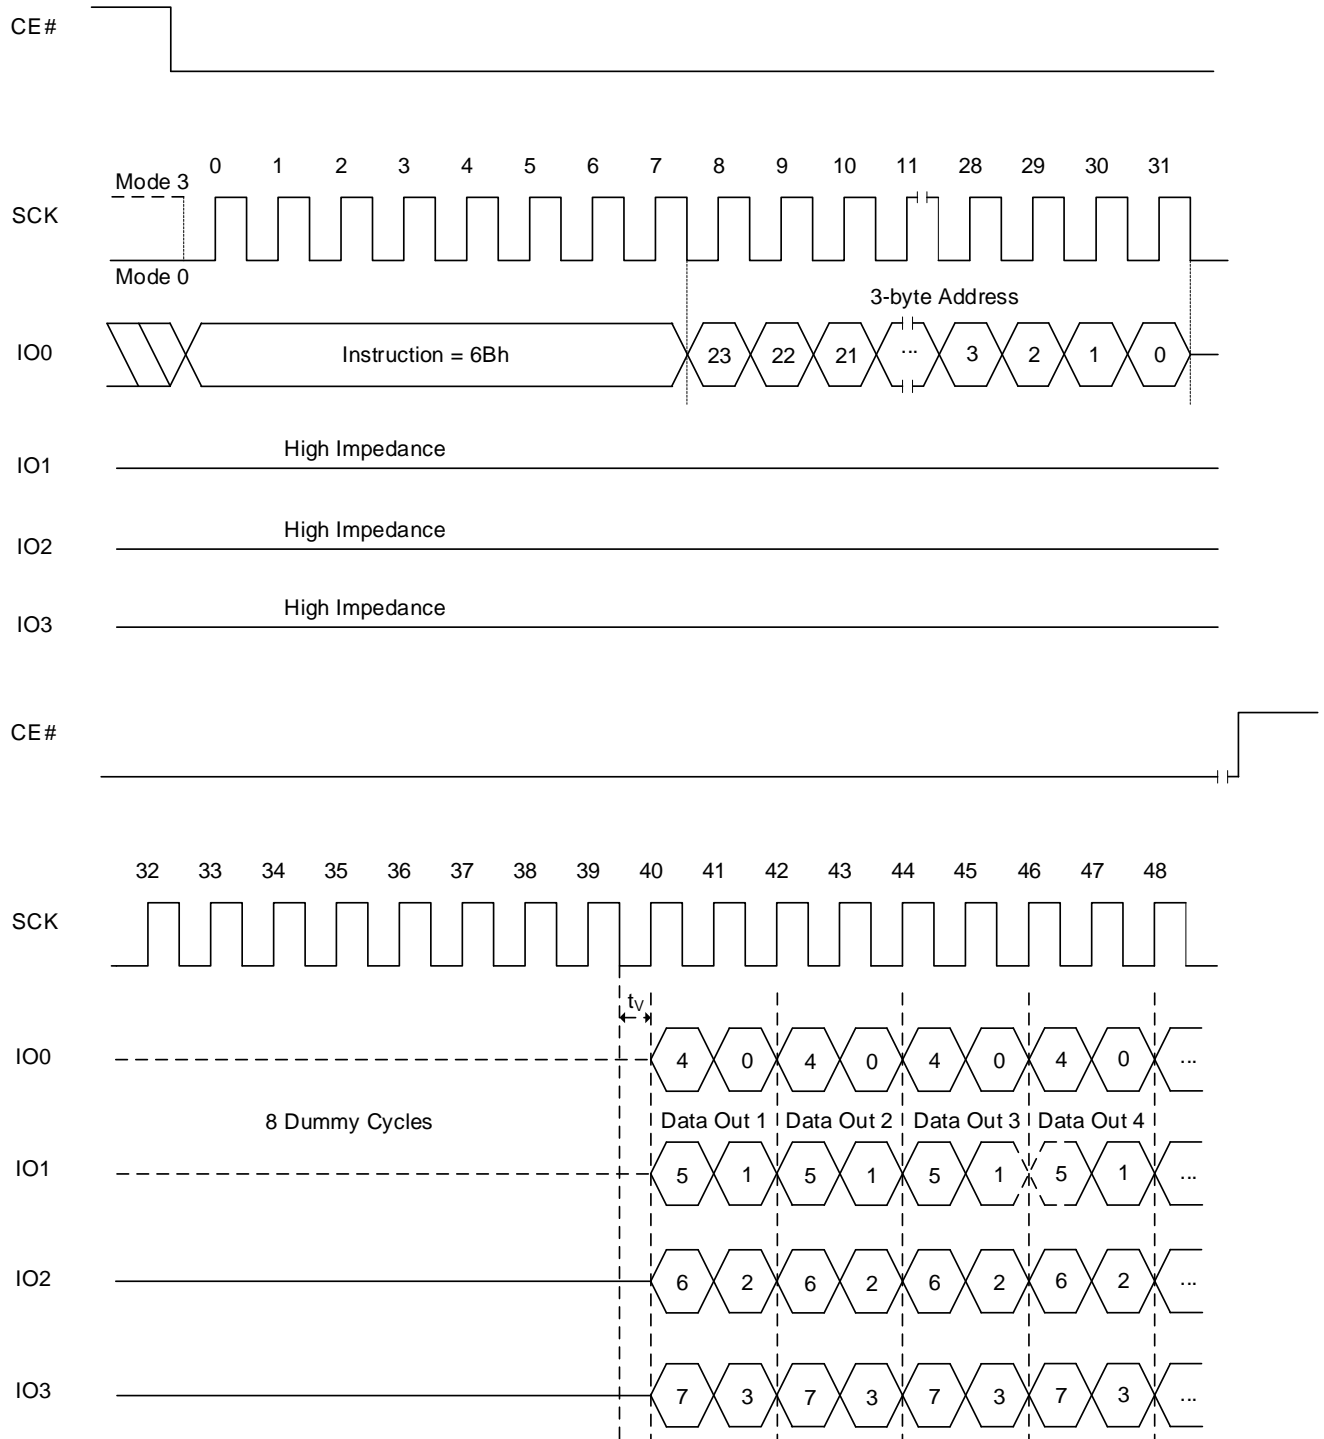 CE#
0 1 2 3 4 5 6 7 8 9 10 11 28 29 30 31
Mode 3
SCK
Mode 0
3-byte Address
IO0 Instruction = 6Bh 23 22 21 ... 3 2 1 0
High Impedance
IO1
High Impedance
IO2
High Impedance
IO3
CE#
32 33 34 35 36 37 38 39 40 41 42 43 44 45 46 47 48
SCK
tV
IO0 4 0 4 0 4 0 4 0 ...
8 Dummy Cycles Data Out 1 Data Out 2 Data Out 3 Data Out 4
IO1 5 1 5 1 5 1 5 1 ...
IO2 6 2 6 2 6 2 6 2 ...
IO3 7 3 7 3 7 3 7 3 ...